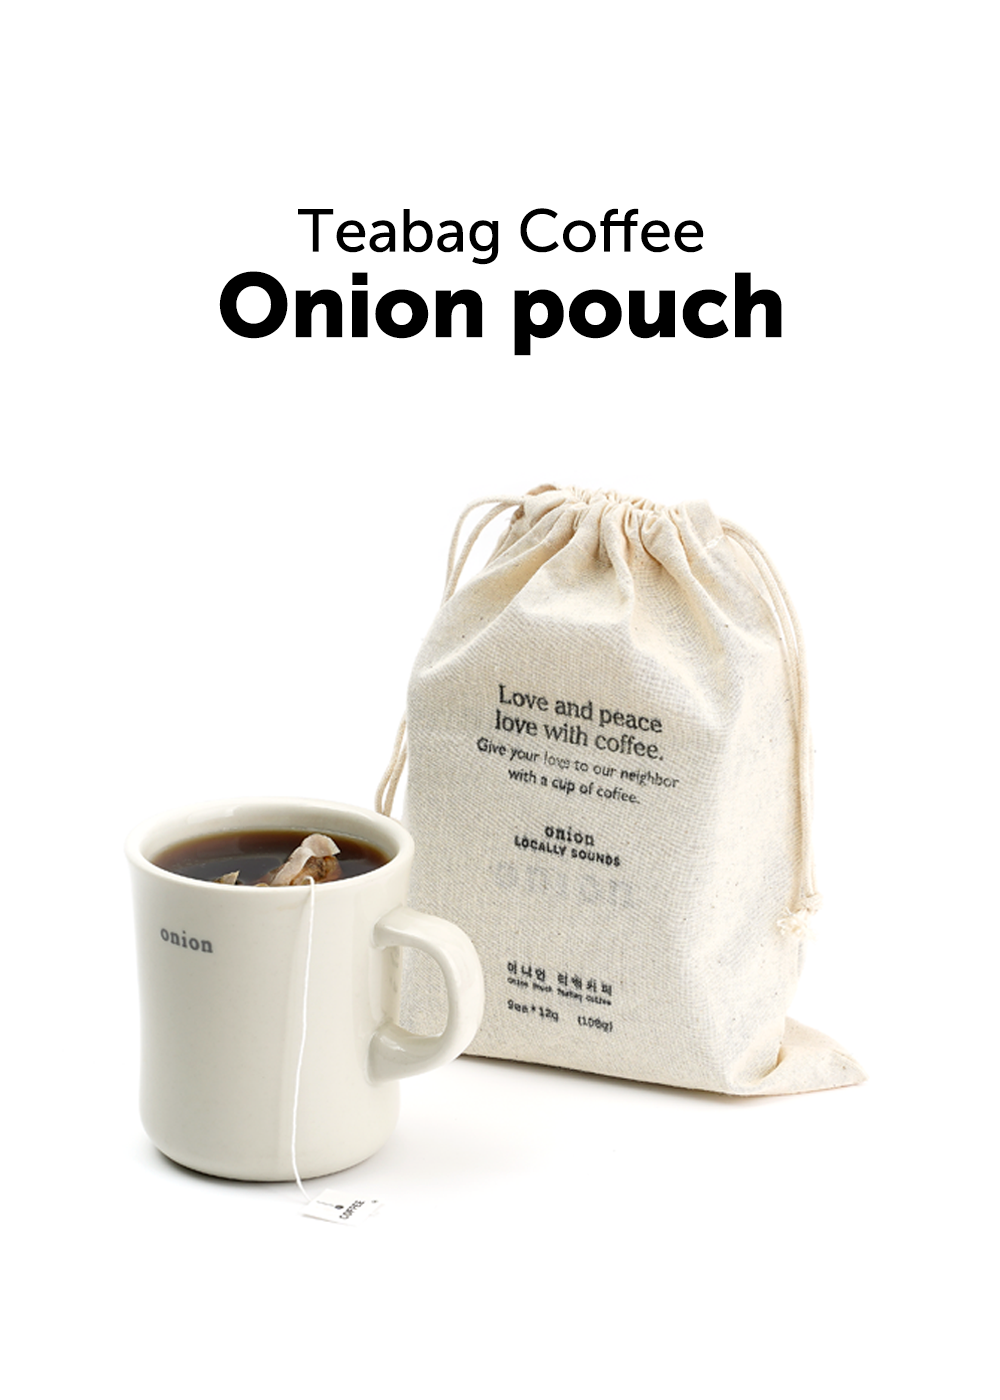 Teabag Coffee
Onion pouch
Love and peace
love with coffee.
Give your love to our neighbor
with a cup of coffee.
onion
LOCALLY SOUNDS
onion
어니언 티백커피
Onion Pouch Teabag Coffee
9ea*12g (108g)
onion
COFFEE